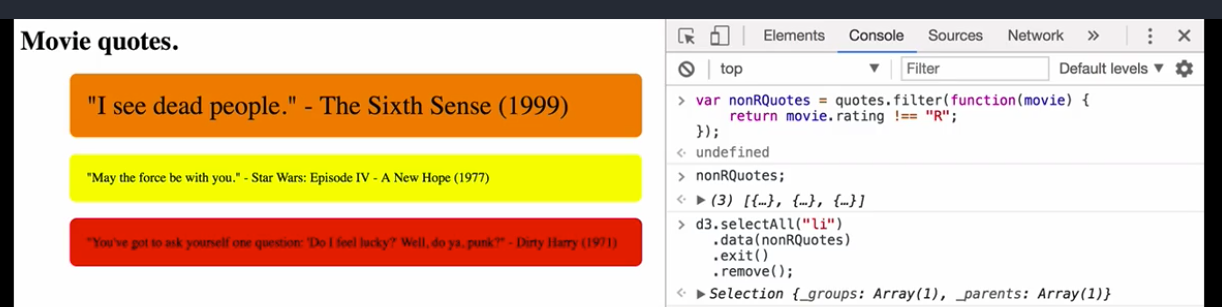 Movie quotes.
"I see dead people." - The Sixth Sense (1999)
"May the force be with you." - Star Wars: Episode IV - A New Hope (1977)
"You've got to ask yourself one question: 'Do I feel lucky?' Well, do ya, punk?" - Dirty Harry (1971)
Elements Console Sources Network »
top Filter Default levels
> var nonRQuotes = quotes.filter(function(movie) {
return movie.rating !== "R";
});
undefined
> nonRQuotes;
(3) [{…}, {…}, {…}]
> d3.selectAll("li")
.data(nonRQuotes)
.exit()
.remove();
Selection {_groups: Array(1), _parents: Array(1)}